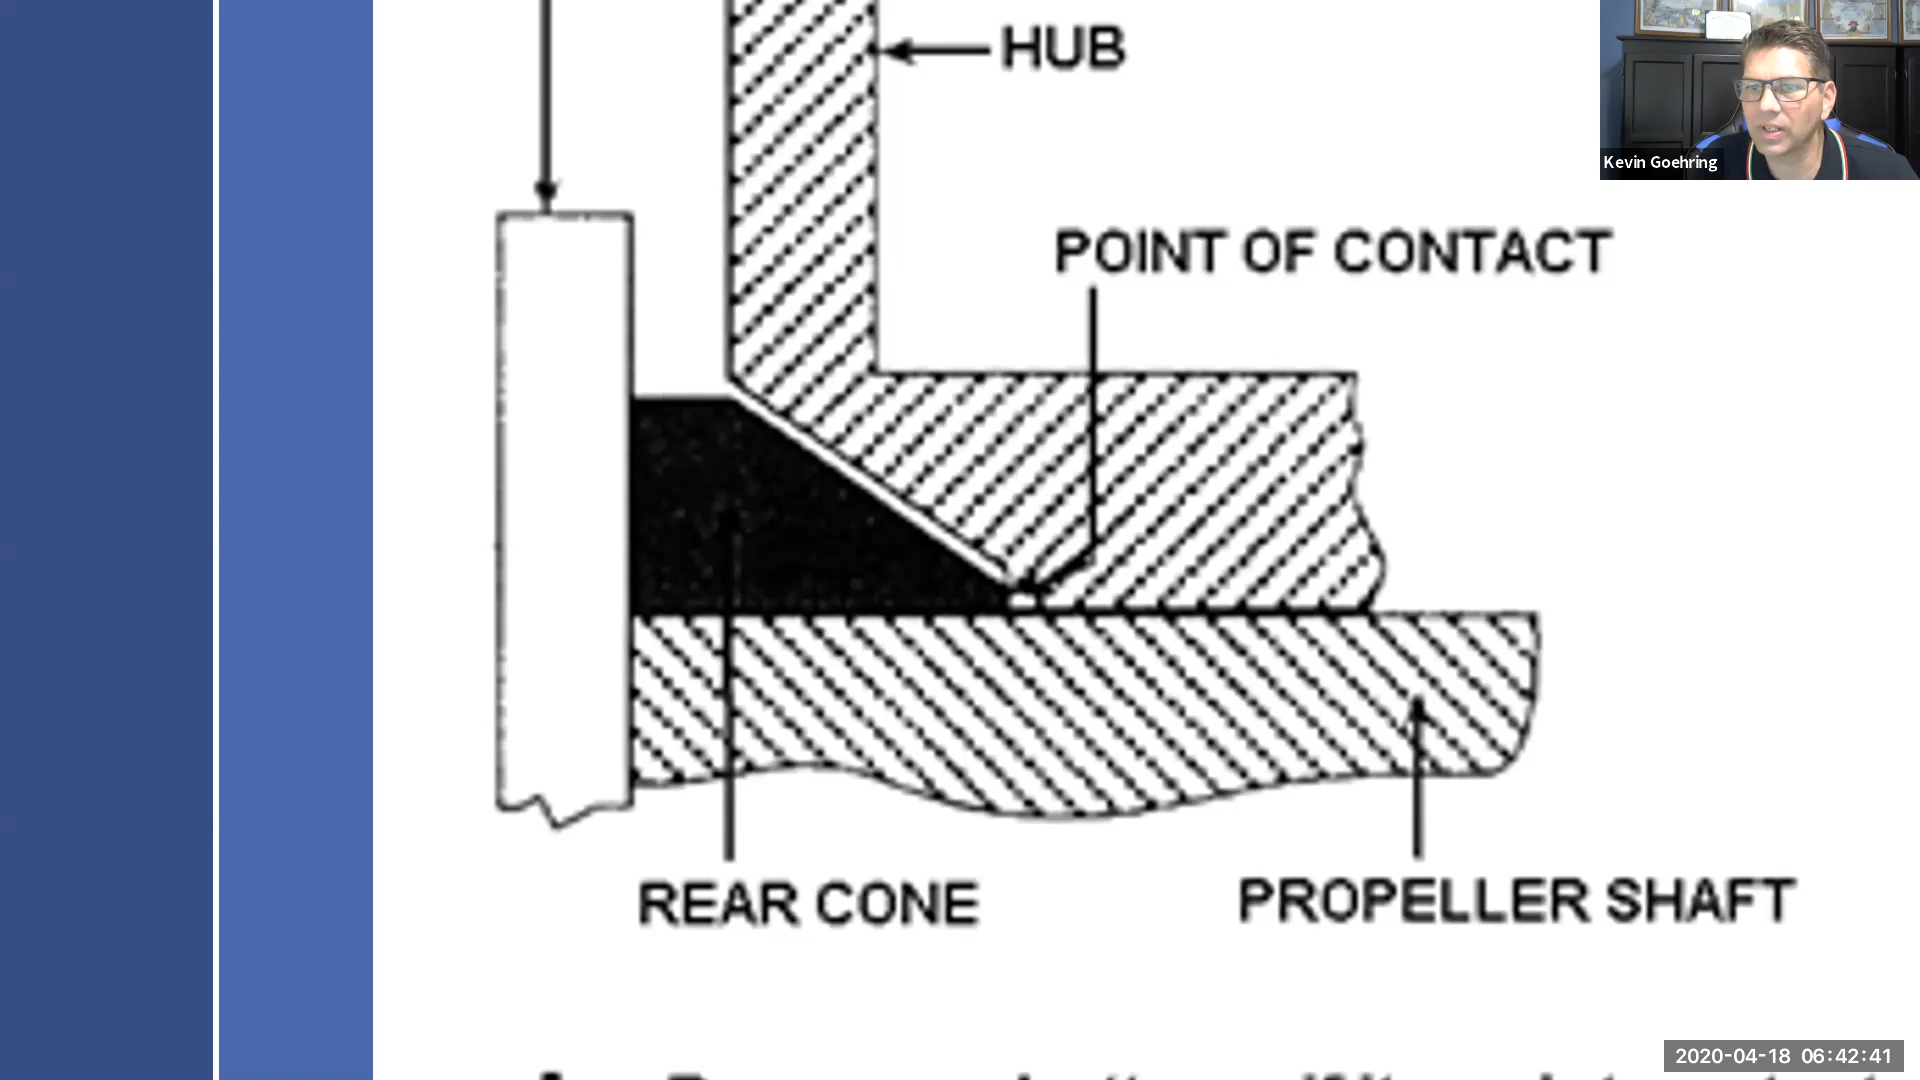 HUB
Kevin Goehring
POINT OF CONTACT
REAR CONE
PROPELLER SHAFT
2020-04-18 06:42:41